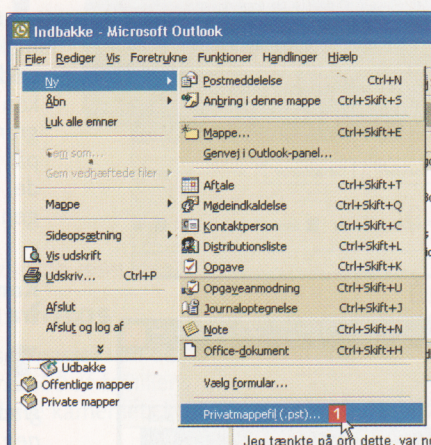 Indbakke - Microsoft Outlook
Filer Rediger Vis Foretrykne Funktioner Handlinger Hjælp
Ny
Åbn
Luk alle emner
Gem som...
Gem vedhæftede filer
Mappe
Sideopsætning
Vis udskrift
Udskriv... Ctrl+P
Afslut
Afslut og log af
Udbakke
Offentlige mapper
Private mapper
Postmeddelelse Ctrl+N
Anbring i denne mappe Ctrl+Skift+S
Mappe... Ctrl+Skift+E
Genvej i Outlook-panel...
Aftale Ctrl+Skift+T
Mødeindkaldelse Ctrl+Skift+Q
Kontaktperson Ctrl+Skift+C
Distributionsliste Ctrl+Skift+L
Opgave Ctrl+Skift+K
Opgaveanmodning Ctrl+Skift+U
Journaloptegnelse Ctrl+Skift+J
Note Ctrl+Skift+N
Office-dokument Ctrl+Skift+H
Vælg formular...
Privatmappefil (.pst)... 1
Jeg tænkte på om dette, var